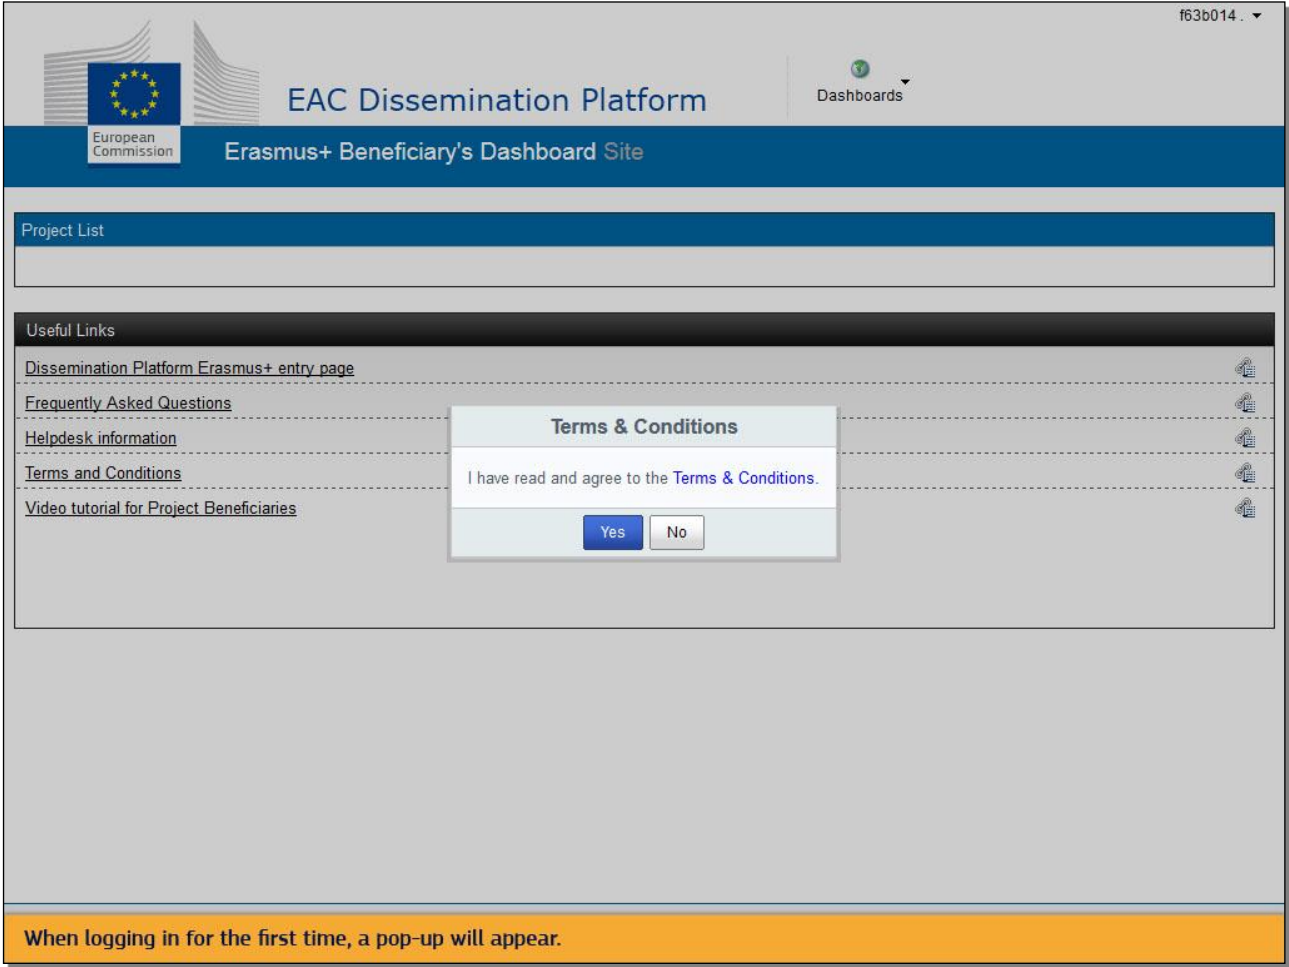 f63b014 .
EAC Dissemination Platform
Dashboards
European
Commission
Erasmus+ Beneficiary's Dashboard Site
Project List
Useful Links
Dissemination Platform Erasmus+ entry page
Frequently Asked Questions
Helpdesk information
Terms and Conditions
Video tutorial for Project Beneficiaries
Terms & Conditions
I have read and agree to the Terms & Conditions.
Yes No
When logging in for the first time, a pop-up will appear.